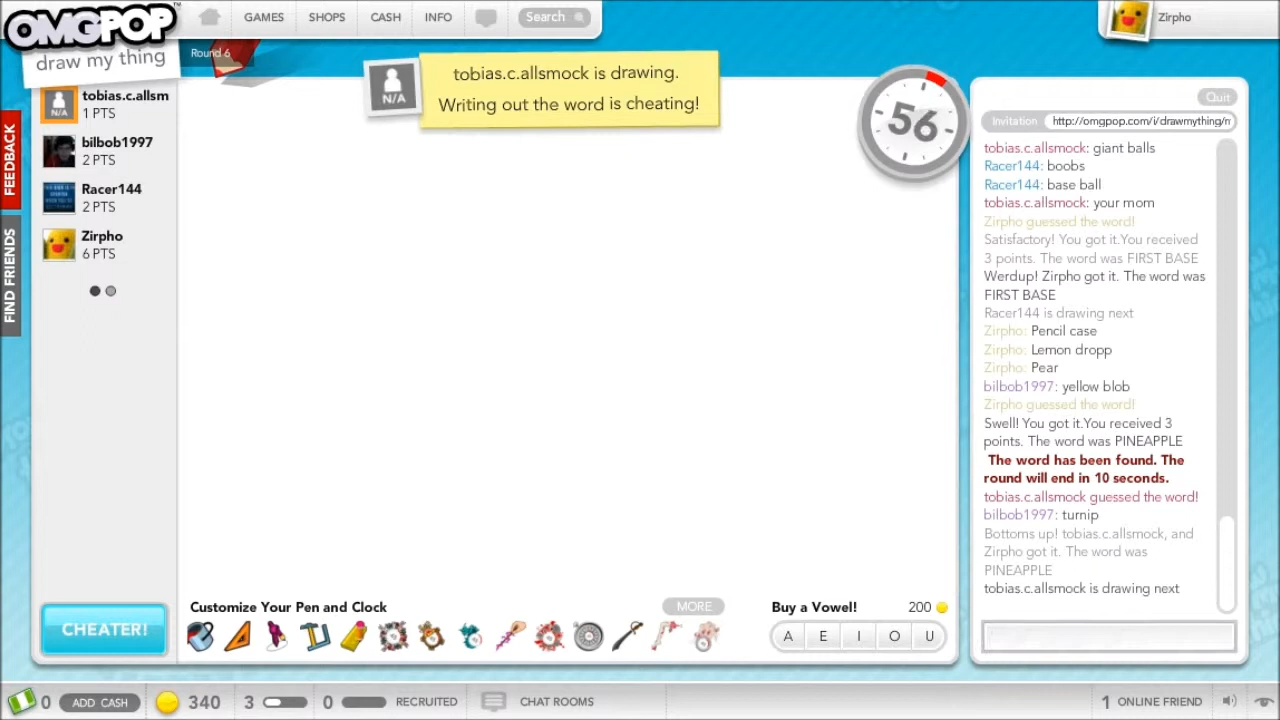 OMGPOP™
draw my thing
GAMES
SHOPS
CASH
INFO
Search
Zirpho
Round 6
tobias.c.allsmock is drawing.
Writing out the word is cheating!
N/A
56
FEEDBACK
FIND FRIENDS
N/A
tobias.c.allsm
1 PTS
bilbob1997
2 PTS
Racer144
2 PTS
Zirpho
6 PTS
CHEATER!
Customize Your Pen and Clock
MORE
Buy a Vowel!
200
A E I O U
Quit
Invitation
http://omgpop.com/i/drawmything/
tobias.c.allsmock: giant balls
Racer144: boobs
Racer144: base ball
tobias.c.allsmock: your mom
Zirpho guessed the word!
Satisfactory! You got it.You received
3 points. The word was FIRST BASE
Werdup! Zirpho got it. The word was
FIRST BASE
Racer144 is drawing next
Zirpho: Pencil case
Zirpho: Lemon dropp
Zirpho: Pear
bilbob1997: yellow blob
Zirpho guessed the word!
Swell! You got it.You received 3
points. The word was PINEAPPLE
The word has been found. The
round will end in 10 seconds.
tobias.c.allsmock guessed the word!
bilbob1997: turnip
Bottoms up! tobias.c.allsmock, and
Zirpho got it. The word was
PINEAPPLE
tobias.c.allsmock is drawing next
0
ADD CASH
340
3
0
RECRUITED
CHAT ROOMS
1 ONLINE FRIEND